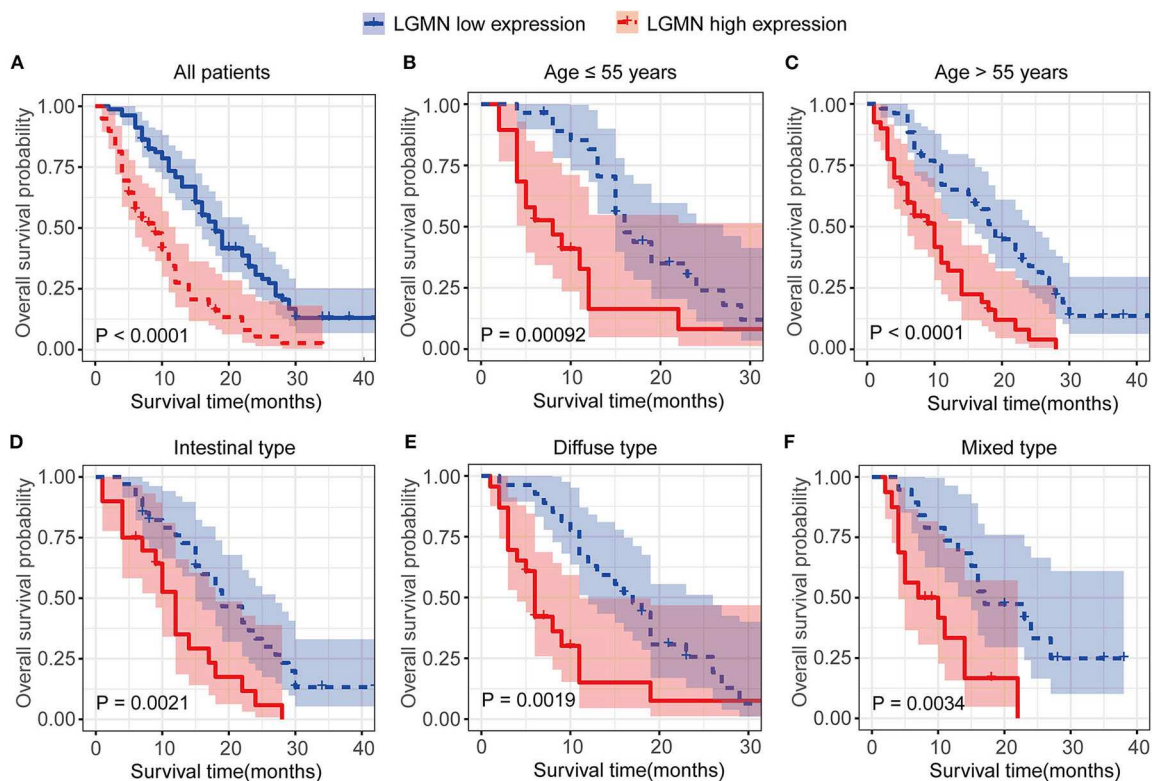 LGMN low expression LGMN high expression
A All patients
Overall survival probability
1.00
0.75
0.50
0.25
0.00
P < 0.0001
0 10 20 30 40
Survival time(months)
B Age ≤ 55 years
Overall survival probability
1.00
0.75
0.50
0.25
0.00
P = 0.00092
0 10 20 30
Survival time(months)
C Age > 55 years
Overall survival probability
1.00
0.75
0.50
0.25
0.00
P < 0.0001
0 10 20 30 40
Survival time(months)
D Intestinal type
Overall survival probability
1.00
0.75
0.50
0.25
0.00
P = 0.0021
0 10 20 30 40
Survival time(months)
E Diffuse type
Overall survival probability
1.00
0.75
0.50
0.25
0.00
P = 0.0019
0 10 20 30
Survival time(months)
F Mixed type
Overall survival probability
1.00
0.75
0.50
0.25
0.00
P = 0.0034
0 10 20 30 40
Survival time(months)